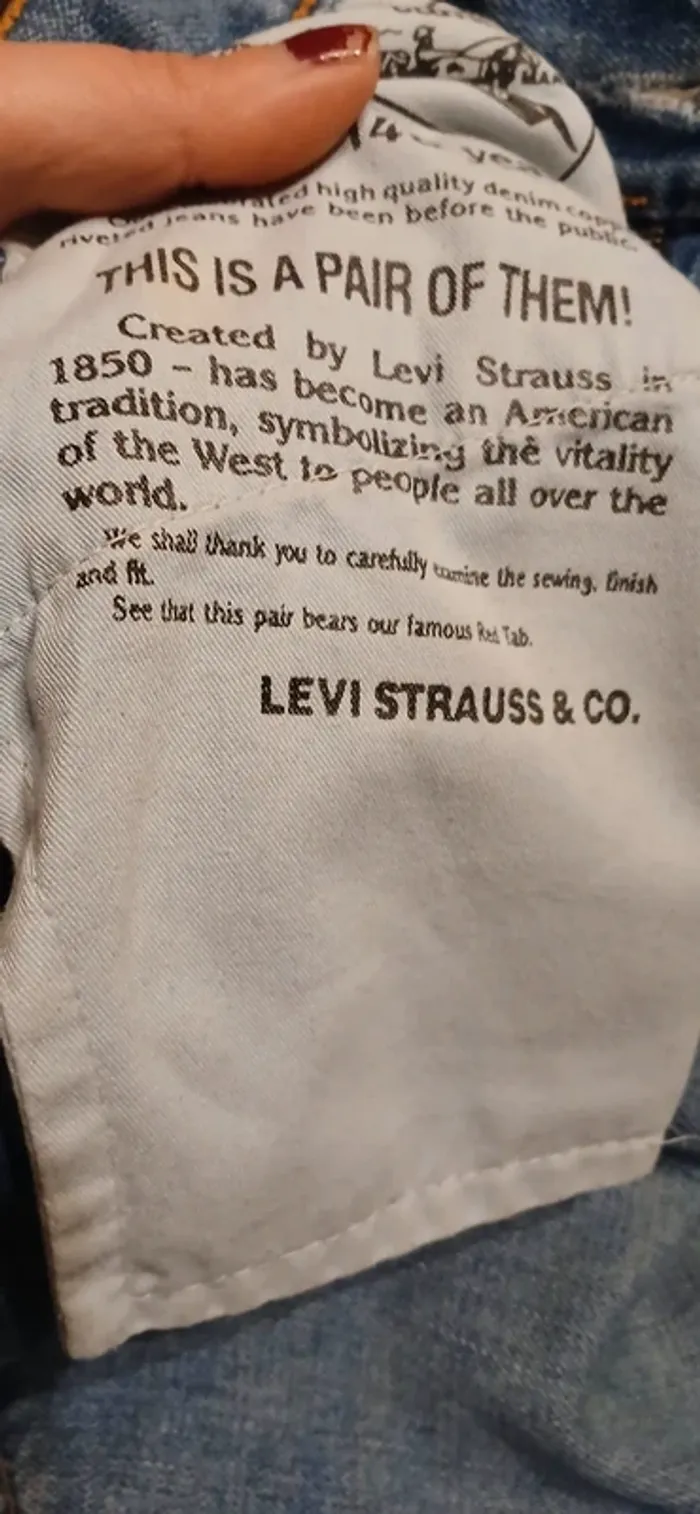 14
high quality denim
riveted jeans have been before the public.
THIS IS A PAIR OF THEM!
Created by Levi Strauss in
1850 - has become an American
tradition, symbolizing the vitality
of the West to people all over the
world.
We shall thank you to carefully the sewing, finish
and fit.
See that this pair bears our famous Red Tab.
LEVI STRAUSS & CO.